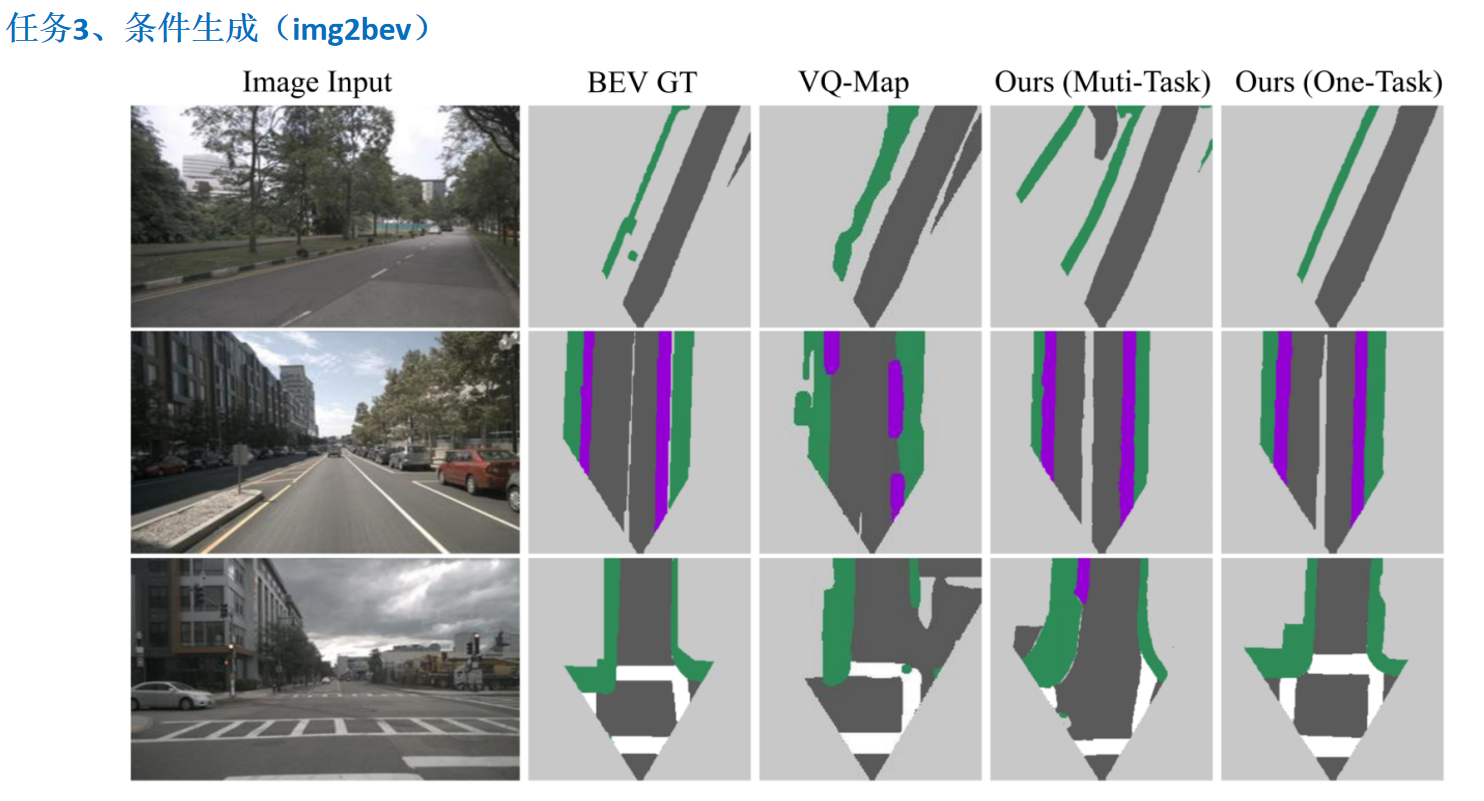 任务3、条件生成（img2bev）
Image Input BEV GT VQ-Map Ours (Muti-Task) Ours (One-Task)